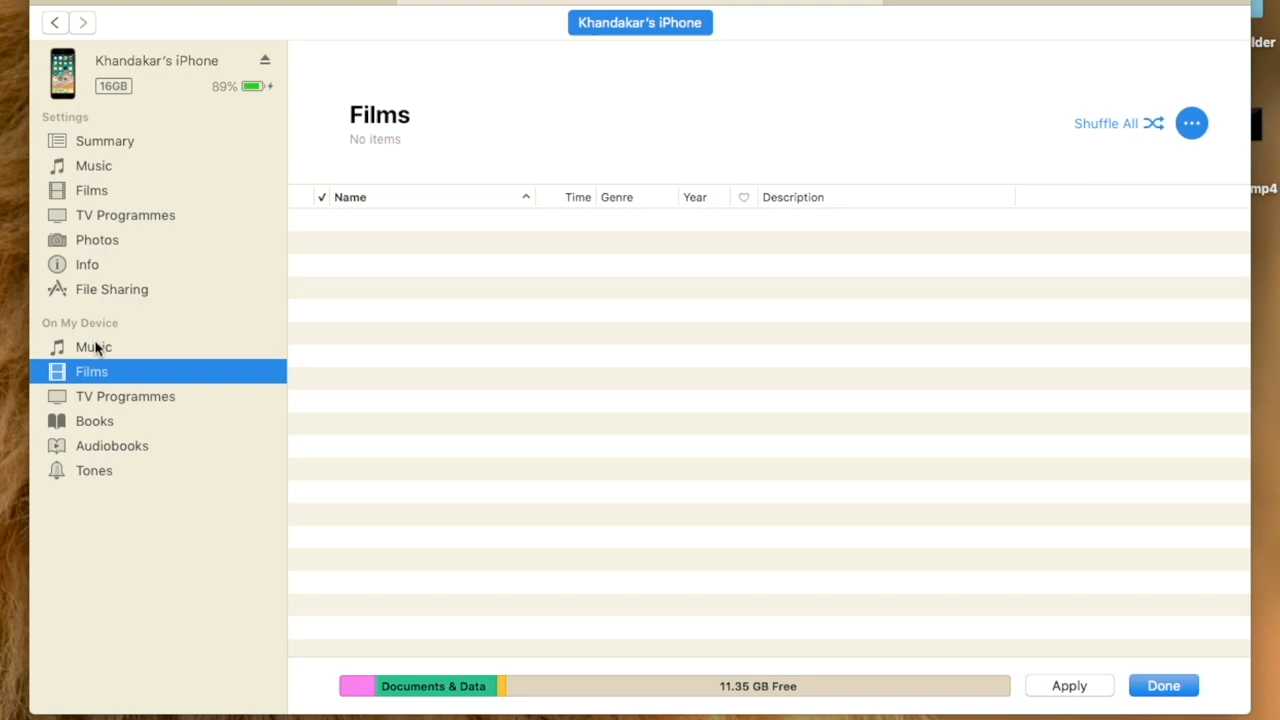 Khandakar's iPhone
Khandakar's iPhone
16GB
89%
Settings
Summary
Music
Films
TV Programmes
Photos
Info
File Sharing
On My Device
Music
Films
TV Programmes
Books
Audiobooks
Tones
Films
No items
Shuffle All
Name
Time
Genre
Year
Description
Documents & Data
11.35 GB Free
Apply
Done
lder
mp4